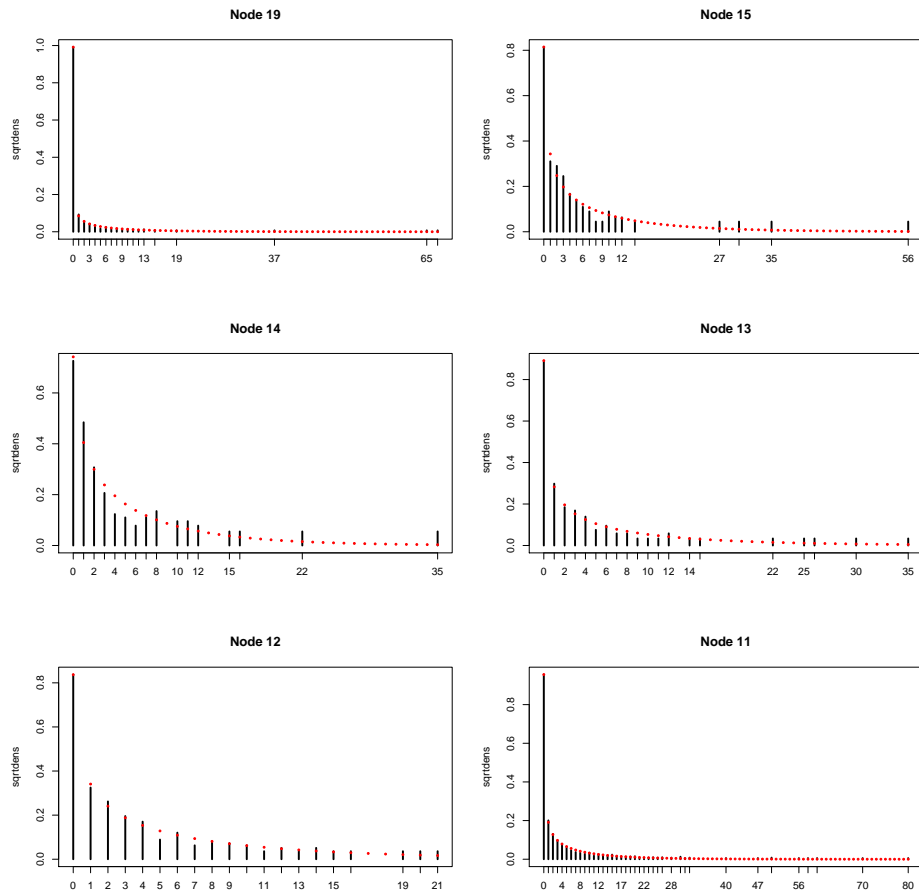 Node 19
sqrtdens
0.0 0.2 0.4 0.6 0.8 1.0
0 3 6 9 13 19 37 65
Node 15
sqrtdens
0.0 0.2 0.4 0.6 0.8
0 3 6 9 12 27 35 56
Node 14
sqrtdens
0.0 0.2 0.4 0.6
0 2 4 6 8 10 12 15 22 35
Node 13
sqrtdens
0.0 0.2 0.4 0.6 0.8
0 2 4 6 8 10 12 14 22 25 30 35
Node 12
sqrtdens
0.0 0.2 0.4 0.6 0.8
0 1 2 3 4 5 6 7 8 9 11 13 15 19 21
Node 11
sqrtdens
0.0 0.2 0.4 0.6 0.8
0 4 8 12 17 22 28 40 47 56 70 80